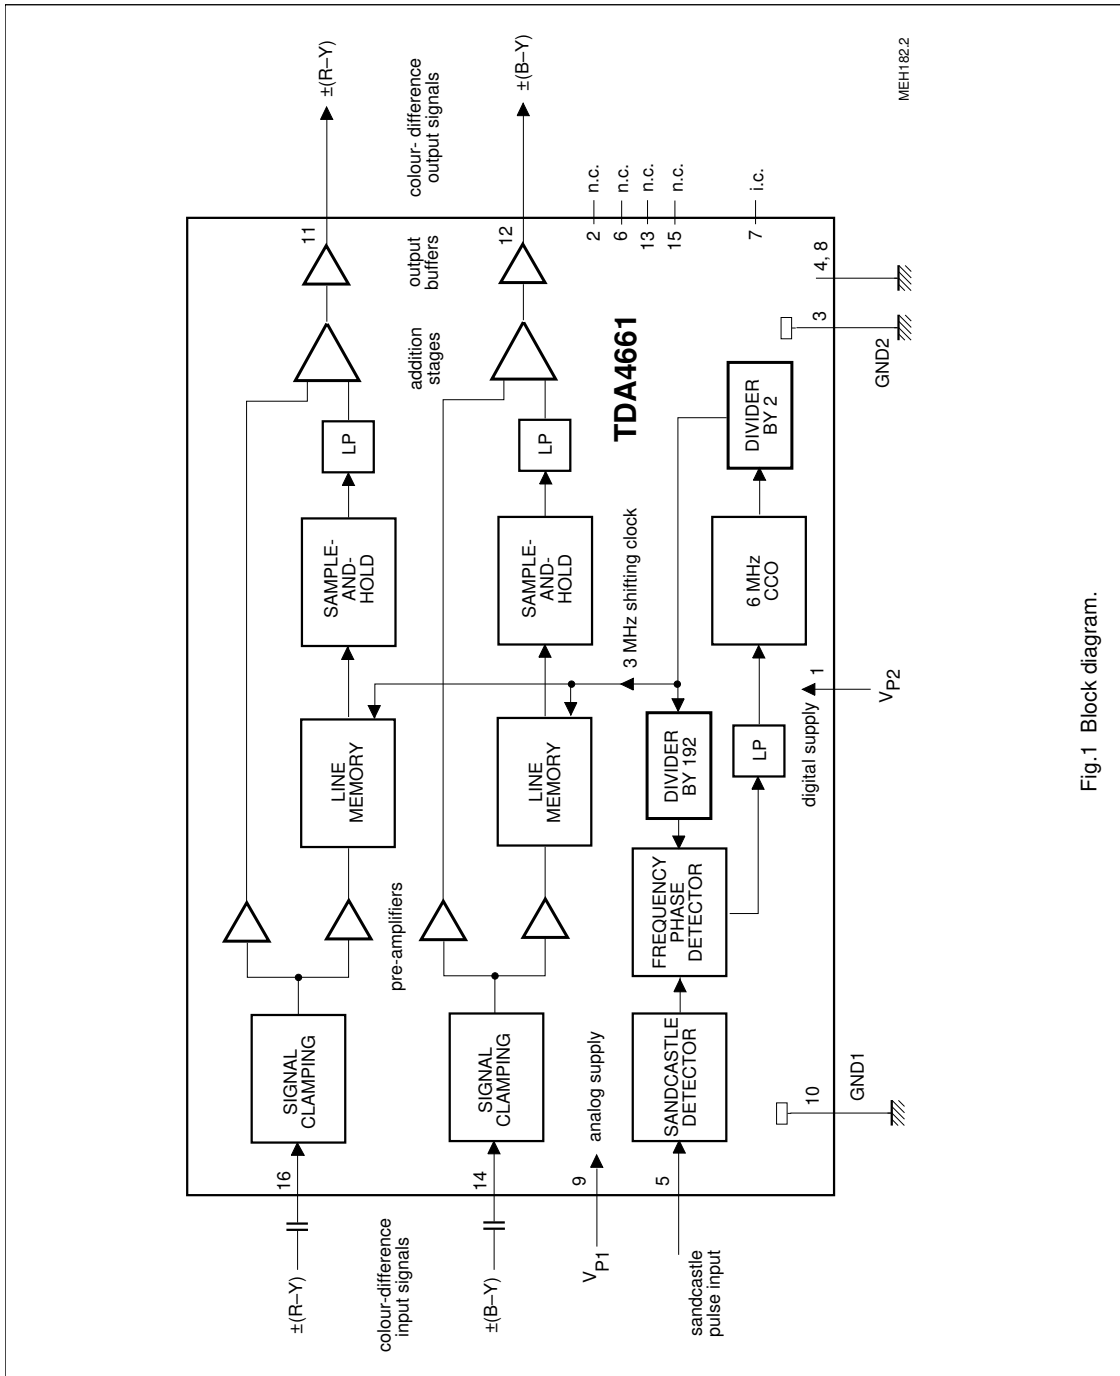 ±(R–Y)
colour-difference
input signals
±(B–Y)
VP1
sandcastle
pulse input
16
14
9
5
SIGNAL
CLAMPING
SIGNAL
CLAMPING
analog supply
SANDCASTLE
DETECTOR
10
GND1
pre-amplifiers
FREQUENCY
PHASE
DETECTOR
LINE
MEMORY
LINE
MEMORY
DIVIDER
BY 192
LP
digital supply
1
VP2
3 MHz shifting clock
SAMPLE-
AND-
HOLD
SAMPLE-
AND-
HOLD
6 MHz
CCO
LP
LP
TDA4661
DIVIDER
BY 2
addition
stages
output
buffers
GND2
3
4, 8
11
12
2
n.c.
6
n.c.
13
n.c.
15
n.c.
7
i.c.
colour- difference
output signals
±(R–Y)
±(B–Y)
MEH182.2
Fig.1 Block diagram.